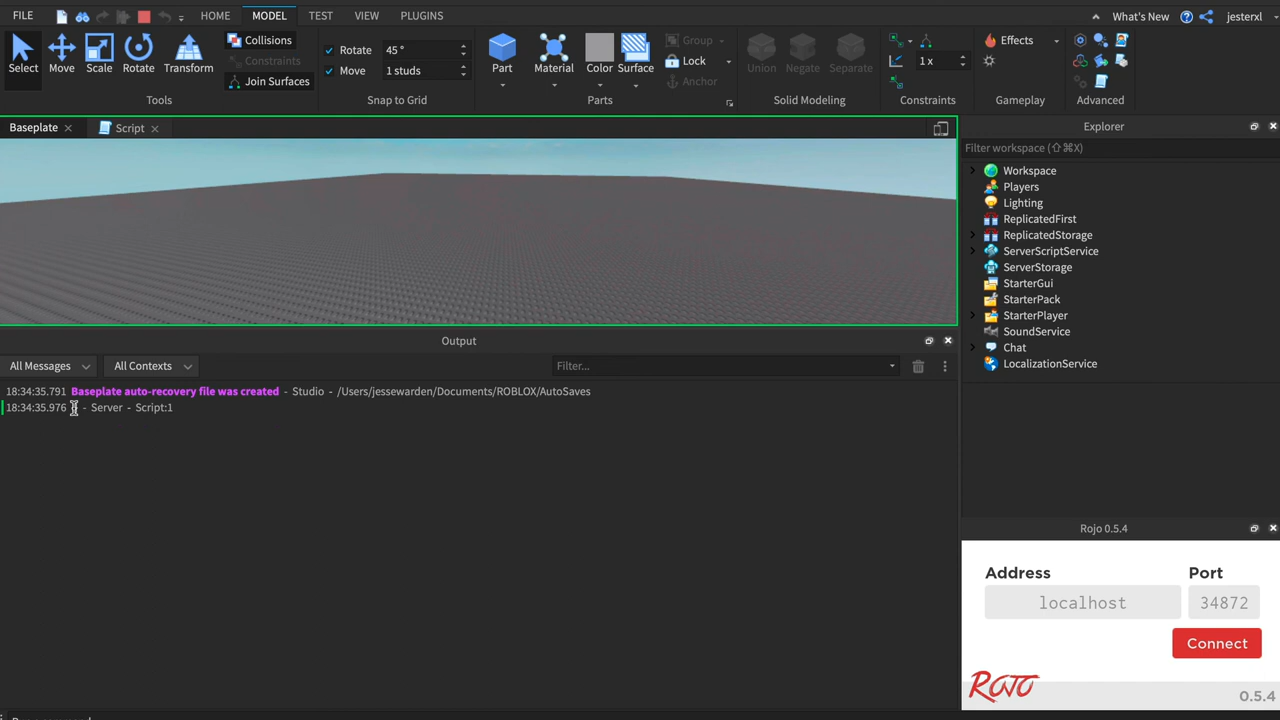 FILE HOME MODEL TEST VIEW PLUGINS What's New jesterxl
Select Move Scale Rotate Transform
Collisions
Constraints
Join Surfaces
Tools
Rotate 45 °
Move 1 studs
Snap to Grid
Part Material Color Surface
Group
Lock
Anchor
Parts
Union Negate Separate
Solid Modeling
1 x
Constraints
Effects
Gameplay
Advanced
Baseplate Script
Explorer
Filter workspace (⇧⌘X)
Workspace
Players
Lighting
ReplicatedFirst
ReplicatedStorage
ServerScriptService
ServerStorage
StarterGui
StarterPack
StarterPlayer
SoundService
Chat
LocalizationService
Output
All Messages All Contexts Filter...
18:34:35.791 Baseplate auto-recovery file was created - Studio - /Users/jessewarden/Documents/ROBLOX/AutoSaves
18:34:35.976 - Server - Script:1
Rojo 0.5.4
Address Port
localhost 34872
Connect
ROJO
0.5.4